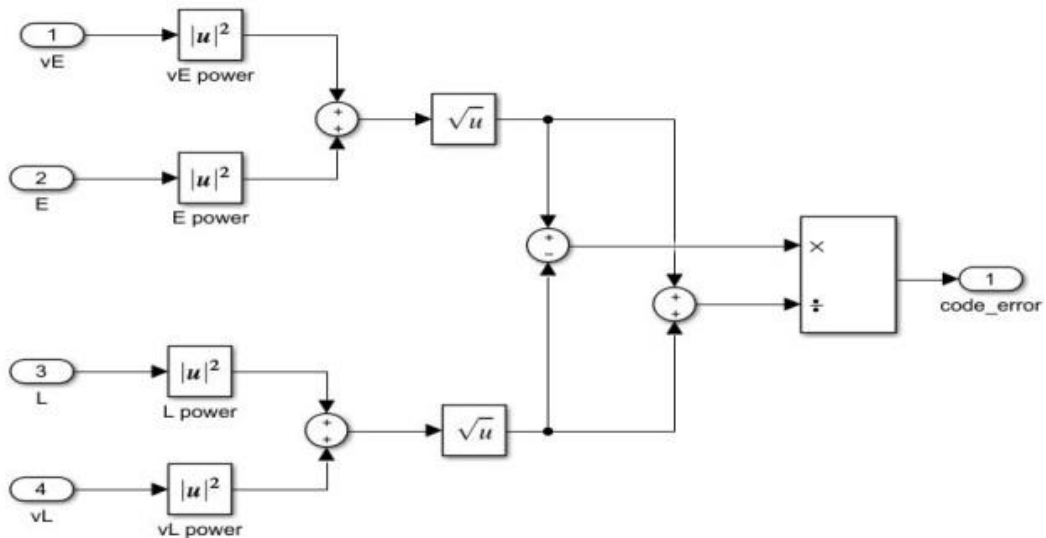 1
vE
|u|²
vE power
2
E
|u|²
E power
+
+
√u
+
−
×
÷
1
code_error
+
+
3
L
|u|²
L power
+
+
√u
4
vL
|u|²
vL power